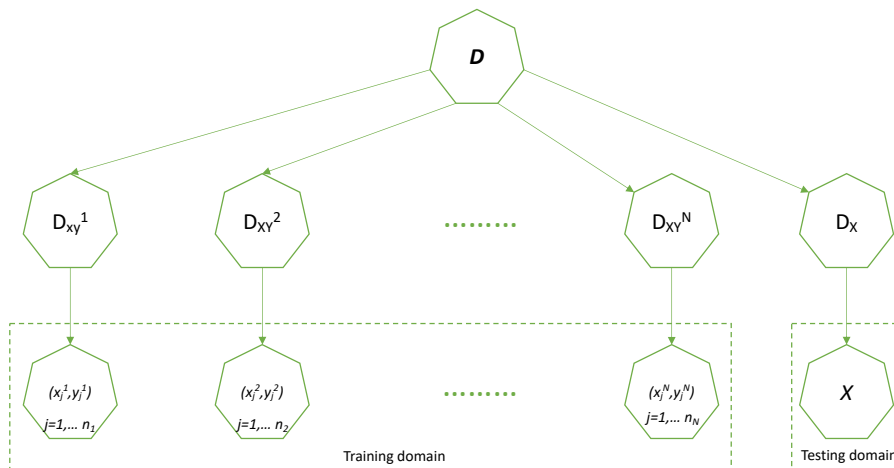 D
Dxy¹
DXY²
………
DXYᴺ
DX
(xj¹,yj¹)
j=1,... n₁
(xj²,yj²)
j=1,... n₂
………
(xjᴺ,yjᴺ)
j=1,... nN
X
Training domain
Testing domain